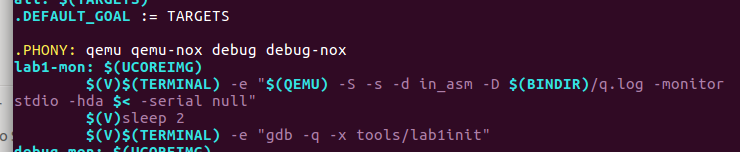 all: $(TARGETS)
.DEFAULT_GOAL := TARGETS
.PHONY: qemu qemu-nox debug debug-nox
lab1-mon: $(UCOREIMG)
$(V)$(TERMINAL) -e "$(QEMU) -S -s -d in_asm -D $(BINDIR)/q.log -monitor
stdio -hda $< -serial null"
$(V)sleep 2
$(V)$(TERMINAL) -e "gdb -q -x tools/lab1init"
debug-mon: $(UCOREIMG)